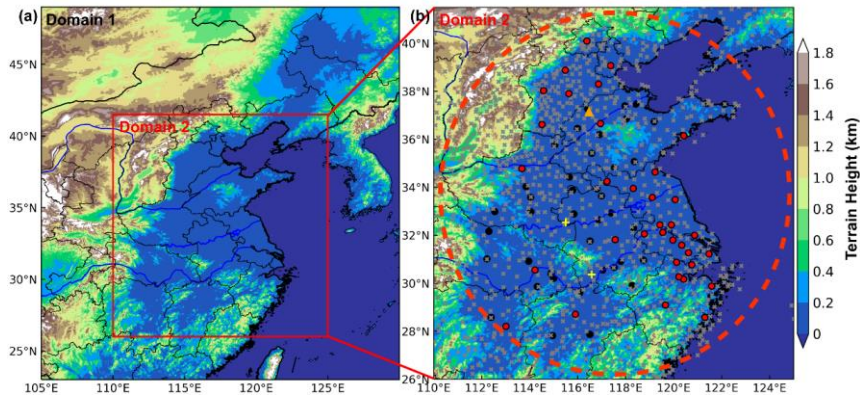 (a) Domain 1
Domain 2
45°N
40°N
35°N
30°N
25°N
105°E 110°E 115°E 120°E 125°E
(b) Domain 2
40°N
38°N
36°N
34°N
32°N
30°N
28°N
26°N
110°E 112°E 114°E 116°E 118°E 120°E 122°E 124°E
1.8
1.6
1.4
1.2
1.0
0.8
0.6
0.4
0.2
0
Terrain Height (km)